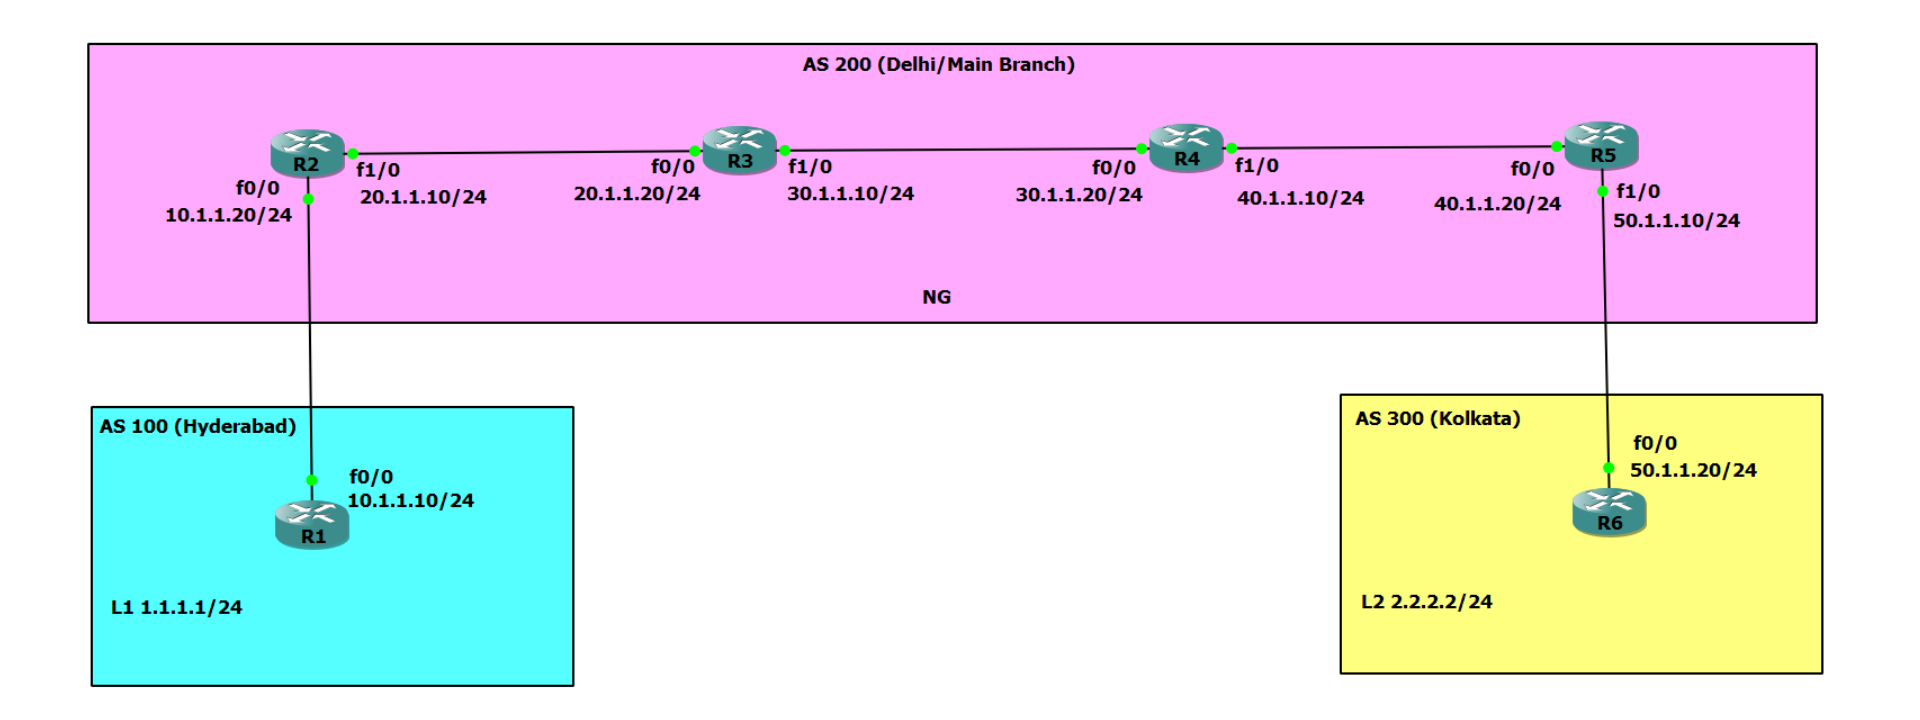 AS 200 (Delhi/Main Branch)
R2
f1/0
20.1.1.10/24
f0/0
10.1.1.20/24
f0/0
20.1.1.20/24
R3
f1/0
30.1.1.10/24
f0/0
30.1.1.20/24
R4
f1/0
40.1.1.10/24
f0/0
40.1.1.20/24
R5
f1/0
50.1.1.10/24
NG
AS 100 (Hyderabad)
f0/0
10.1.1.10/24
R1
L1 1.1.1.1/24
AS 300 (Kolkata)
f0/0
50.1.1.20/24
R6
L2 2.2.2.2/24